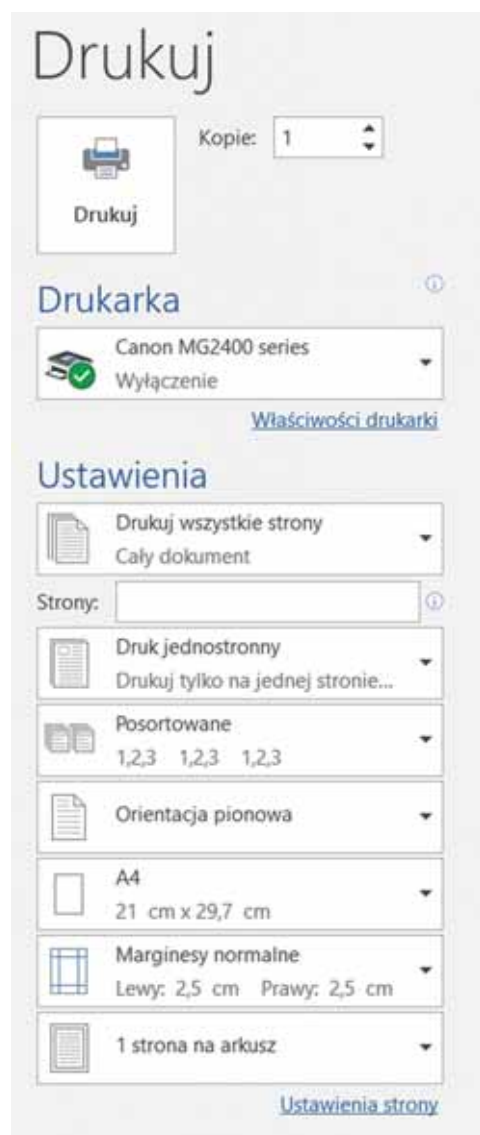 Drukuj
Kopie: 1
Drukuj
Drukarka
Canon MG2400 series
Wyłączenie
Właściwości drukarki
Ustawienia
Drukuj wszystkie strony
Cały dokument
Strony:
Druk jednostronny
Drukuj tylko na jednej stronie...
Posortowane
1,2,3 1,2,3 1,2,3
Orientacja pionowa
A4
21 cm x 29,7 cm
Marginesy normalne
Lewy: 2,5 cm Prawy: 2,5 cm
1 strona na arkusz
Ustawienia strony